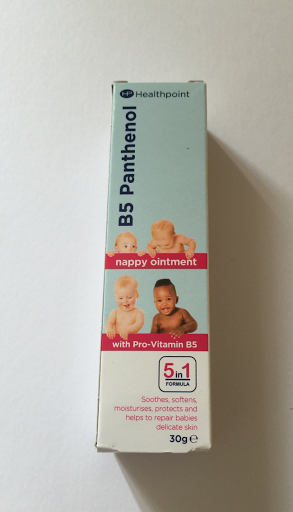 HP Healthpoint
B5 Panthenol
nappy ointment
with Pro-Vitamin B5
5 in 1
FORMULA
Soothes, softens,
moisturises, protects and
helps to repair babies
delicate skin
30g ℮